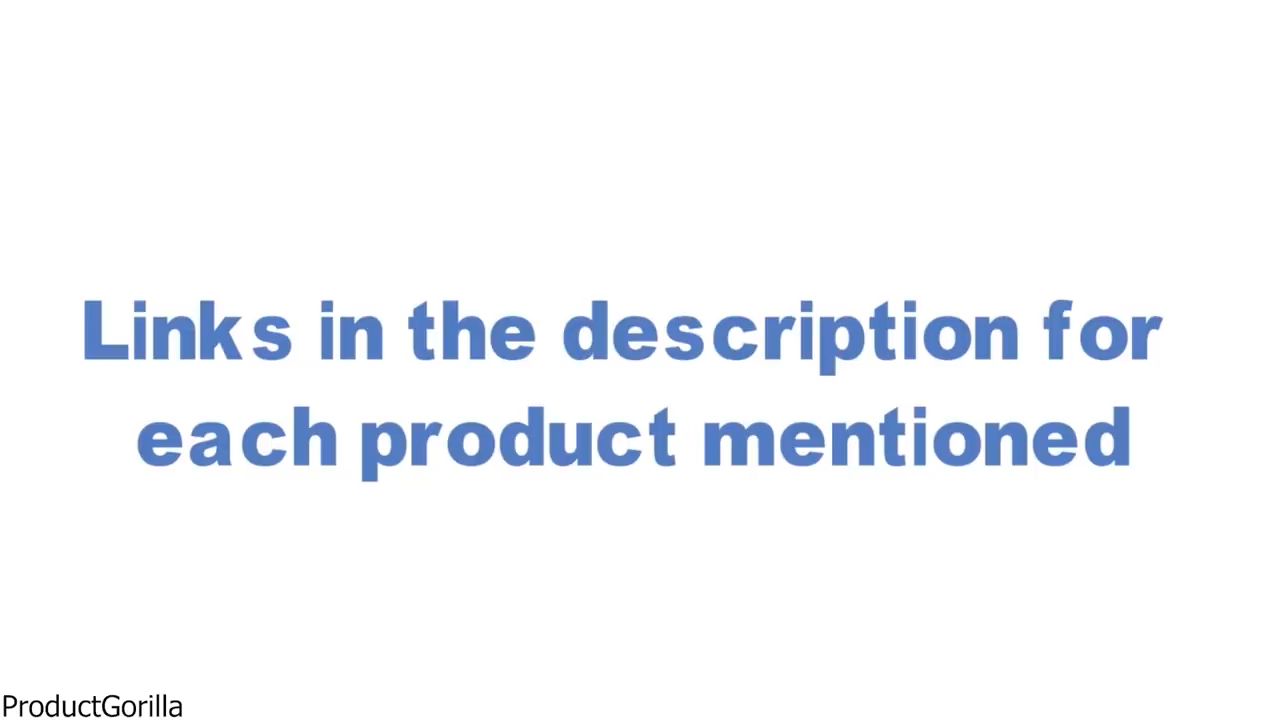 Links in the description for
each product mentioned
ProductGorilla